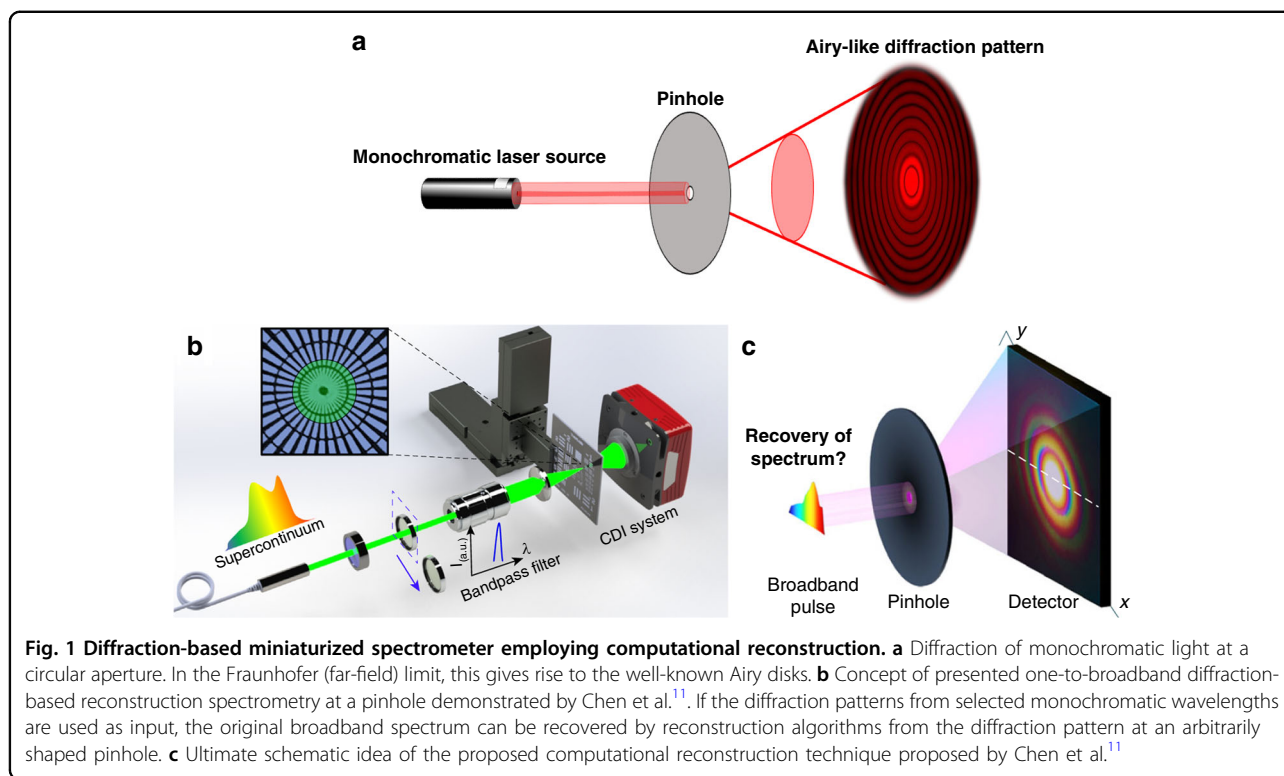 a
Airy-like diffraction pattern
Pinhole
Monochromatic laser source
b
Supercontinuum
I(a.u.)
λ
Bandpass filter
CDI system
c
y
Recovery of
spectrum?
Broadband
pulse
Pinhole
Detector
x
Fig. 1 Diffraction-based miniaturized spectrometer employing computational reconstruction. a Diffraction of monochromatic light at a
circular aperture. In the Fraunhofer (far-field) limit, this gives rise to the well-known Airy disks. b Concept of presented one-to-broadband diffraction-
based reconstruction spectrometry at a pinhole demonstrated by Chen et al.11. If the diffraction patterns from selected monochromatic wavelengths
are used as input, the original broadband spectrum can be recovered by reconstruction algorithms from the diffraction pattern at an arbitrarily
shaped pinhole. c Ultimate schematic idea of the proposed computational reconstruction technique proposed by Chen et al.11